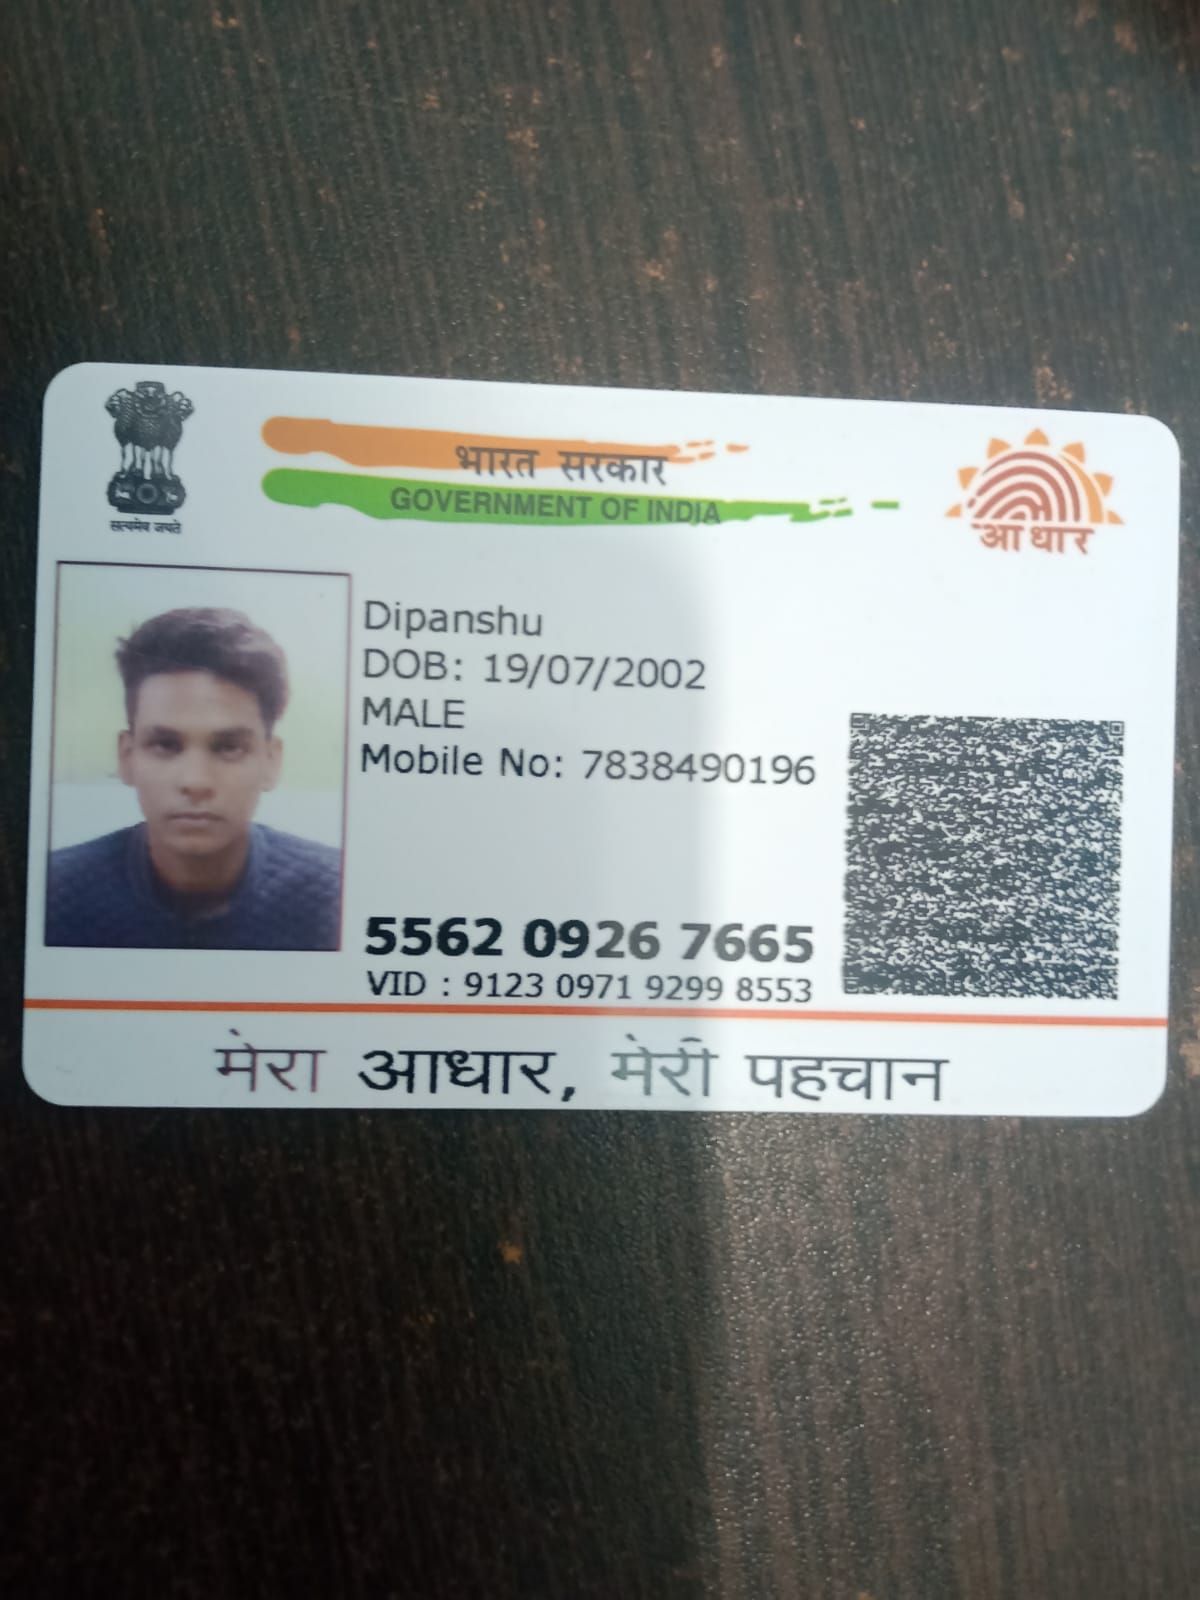 सत्यमेव जयते
भारत सरकार
GOVERNMENT OF INDIA
आधार
Dipanshu
DOB: 19/07/2002
MALE
Mobile No: 7838490196
5562 0926 7665
VID : 9123 0971 9299 8553
मेरा आधार, मेरी पहचान